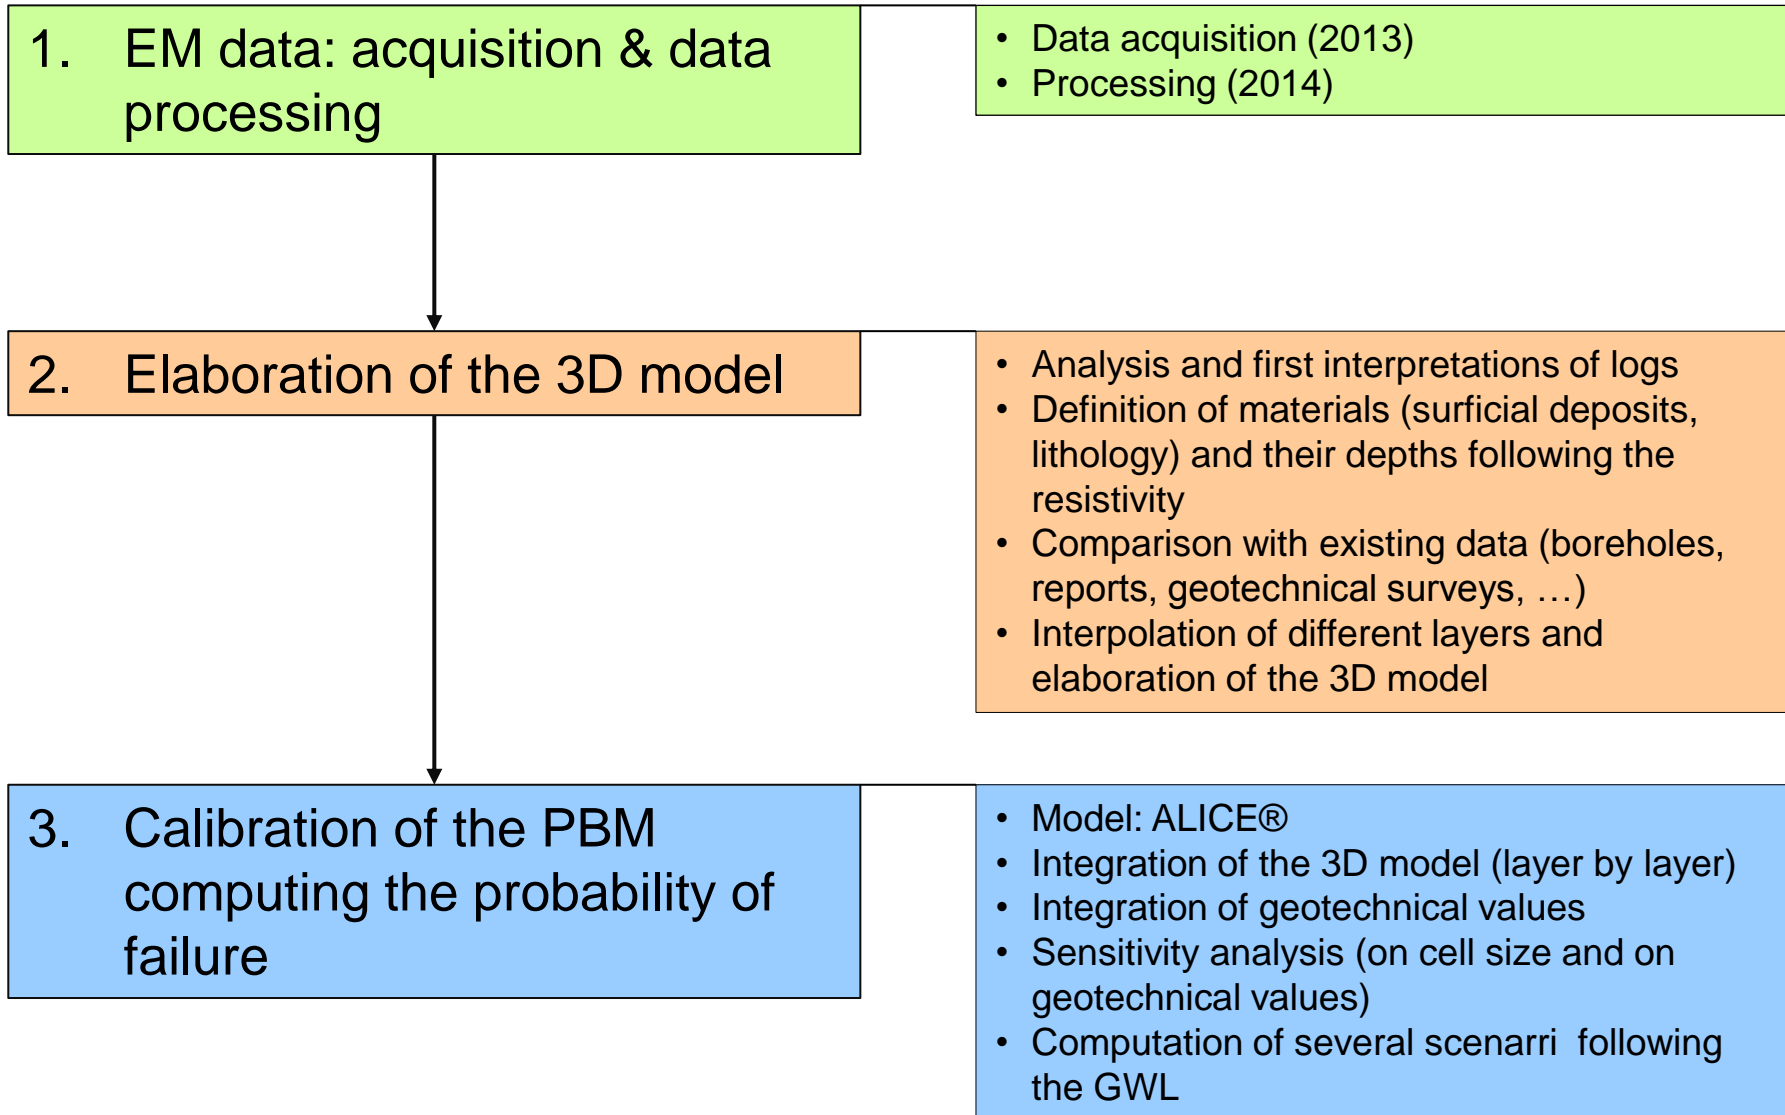 1. EM data: acquisition & data
processing
• Data acquisition (2013)
• Processing (2014)
2. Elaboration of the 3D model
• Analysis and first interpretations of logs
• Definition of materials (surficial deposits,
lithology) and their depths following the
resistivity
• Comparison with existing data (boreholes,
reports, geotechnical surveys, …)
• Interpolation of different layers and
elaboration of the 3D model
3. Calibration of the PBM
computing the probability of
failure
• Model: ALICE®
• Integration of the 3D model (layer by layer)
• Integration of geotechnical values
• Sensitivity analysis (on cell size and on
geotechnical values)
• Computation of several scenarri  following
the GWL